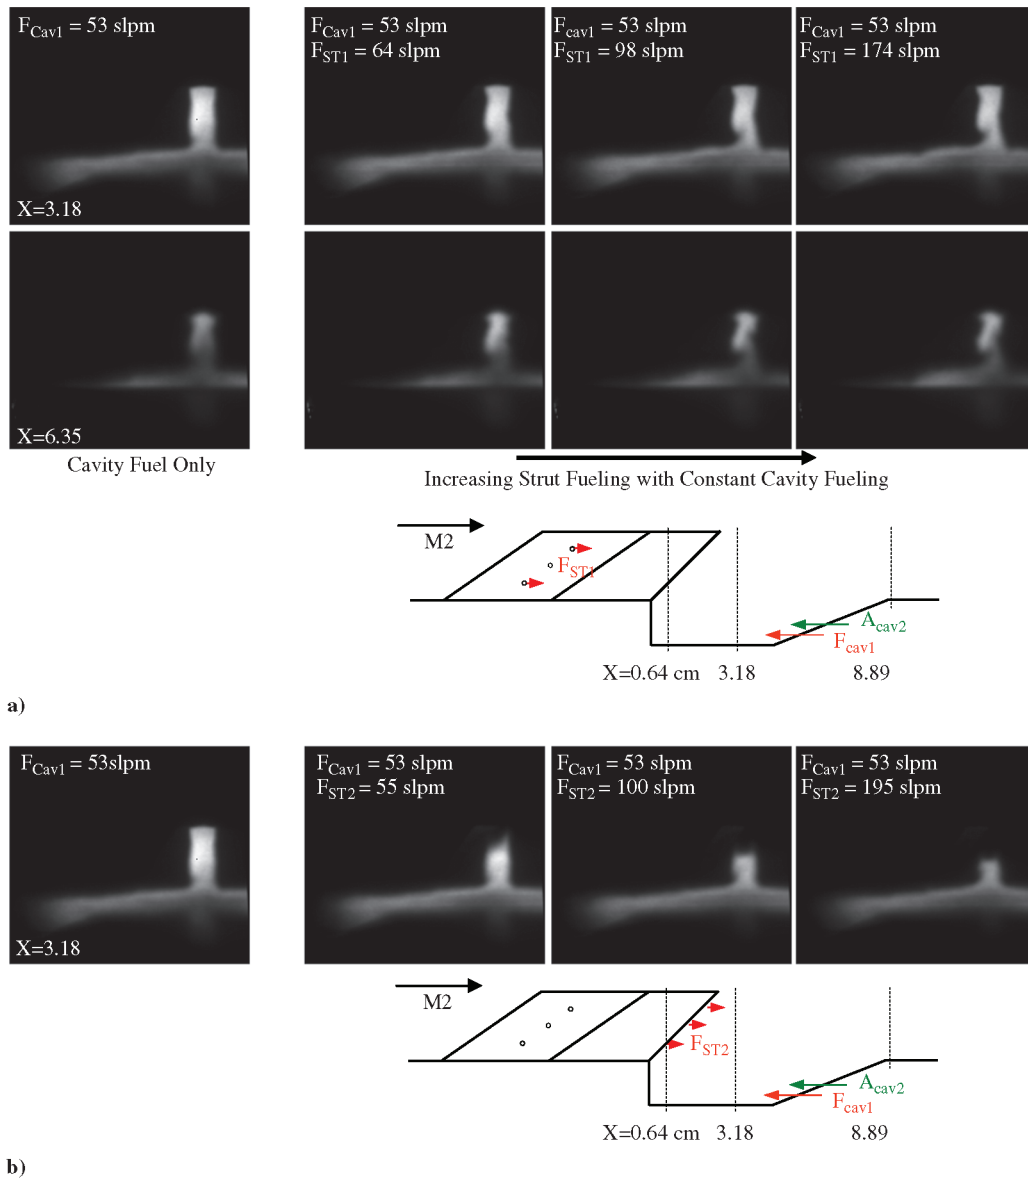 F_Cav1 = 53 slpm
F_Cav1 = 53 slpm
F_ST1 = 64 slpm
F_cav1 = 53 slpm
F_ST1 = 98 slpm
F_Cav1 = 53 slpm
F_ST1 = 174 slpm
X=3.18
X=6.35
Cavity Fuel Only
Increasing Strut Fueling with Constant Cavity Fueling
M2
F_ST1
A_cav2
F_cav1
X=0.64 cm 3.18 8.89
a)
F_Cav1 = 53slpm
F_Cav1 = 53 slpm
F_ST2 = 55 slpm
F_Cav1 = 53 slpm
F_ST2 = 100 slpm
F_Cav1 = 53 slpm
F_ST2 = 195 slpm
X=3.18
M2
F_ST2
A_cav2
F_cav1
X=0.64 cm 3.18 8.89
b)